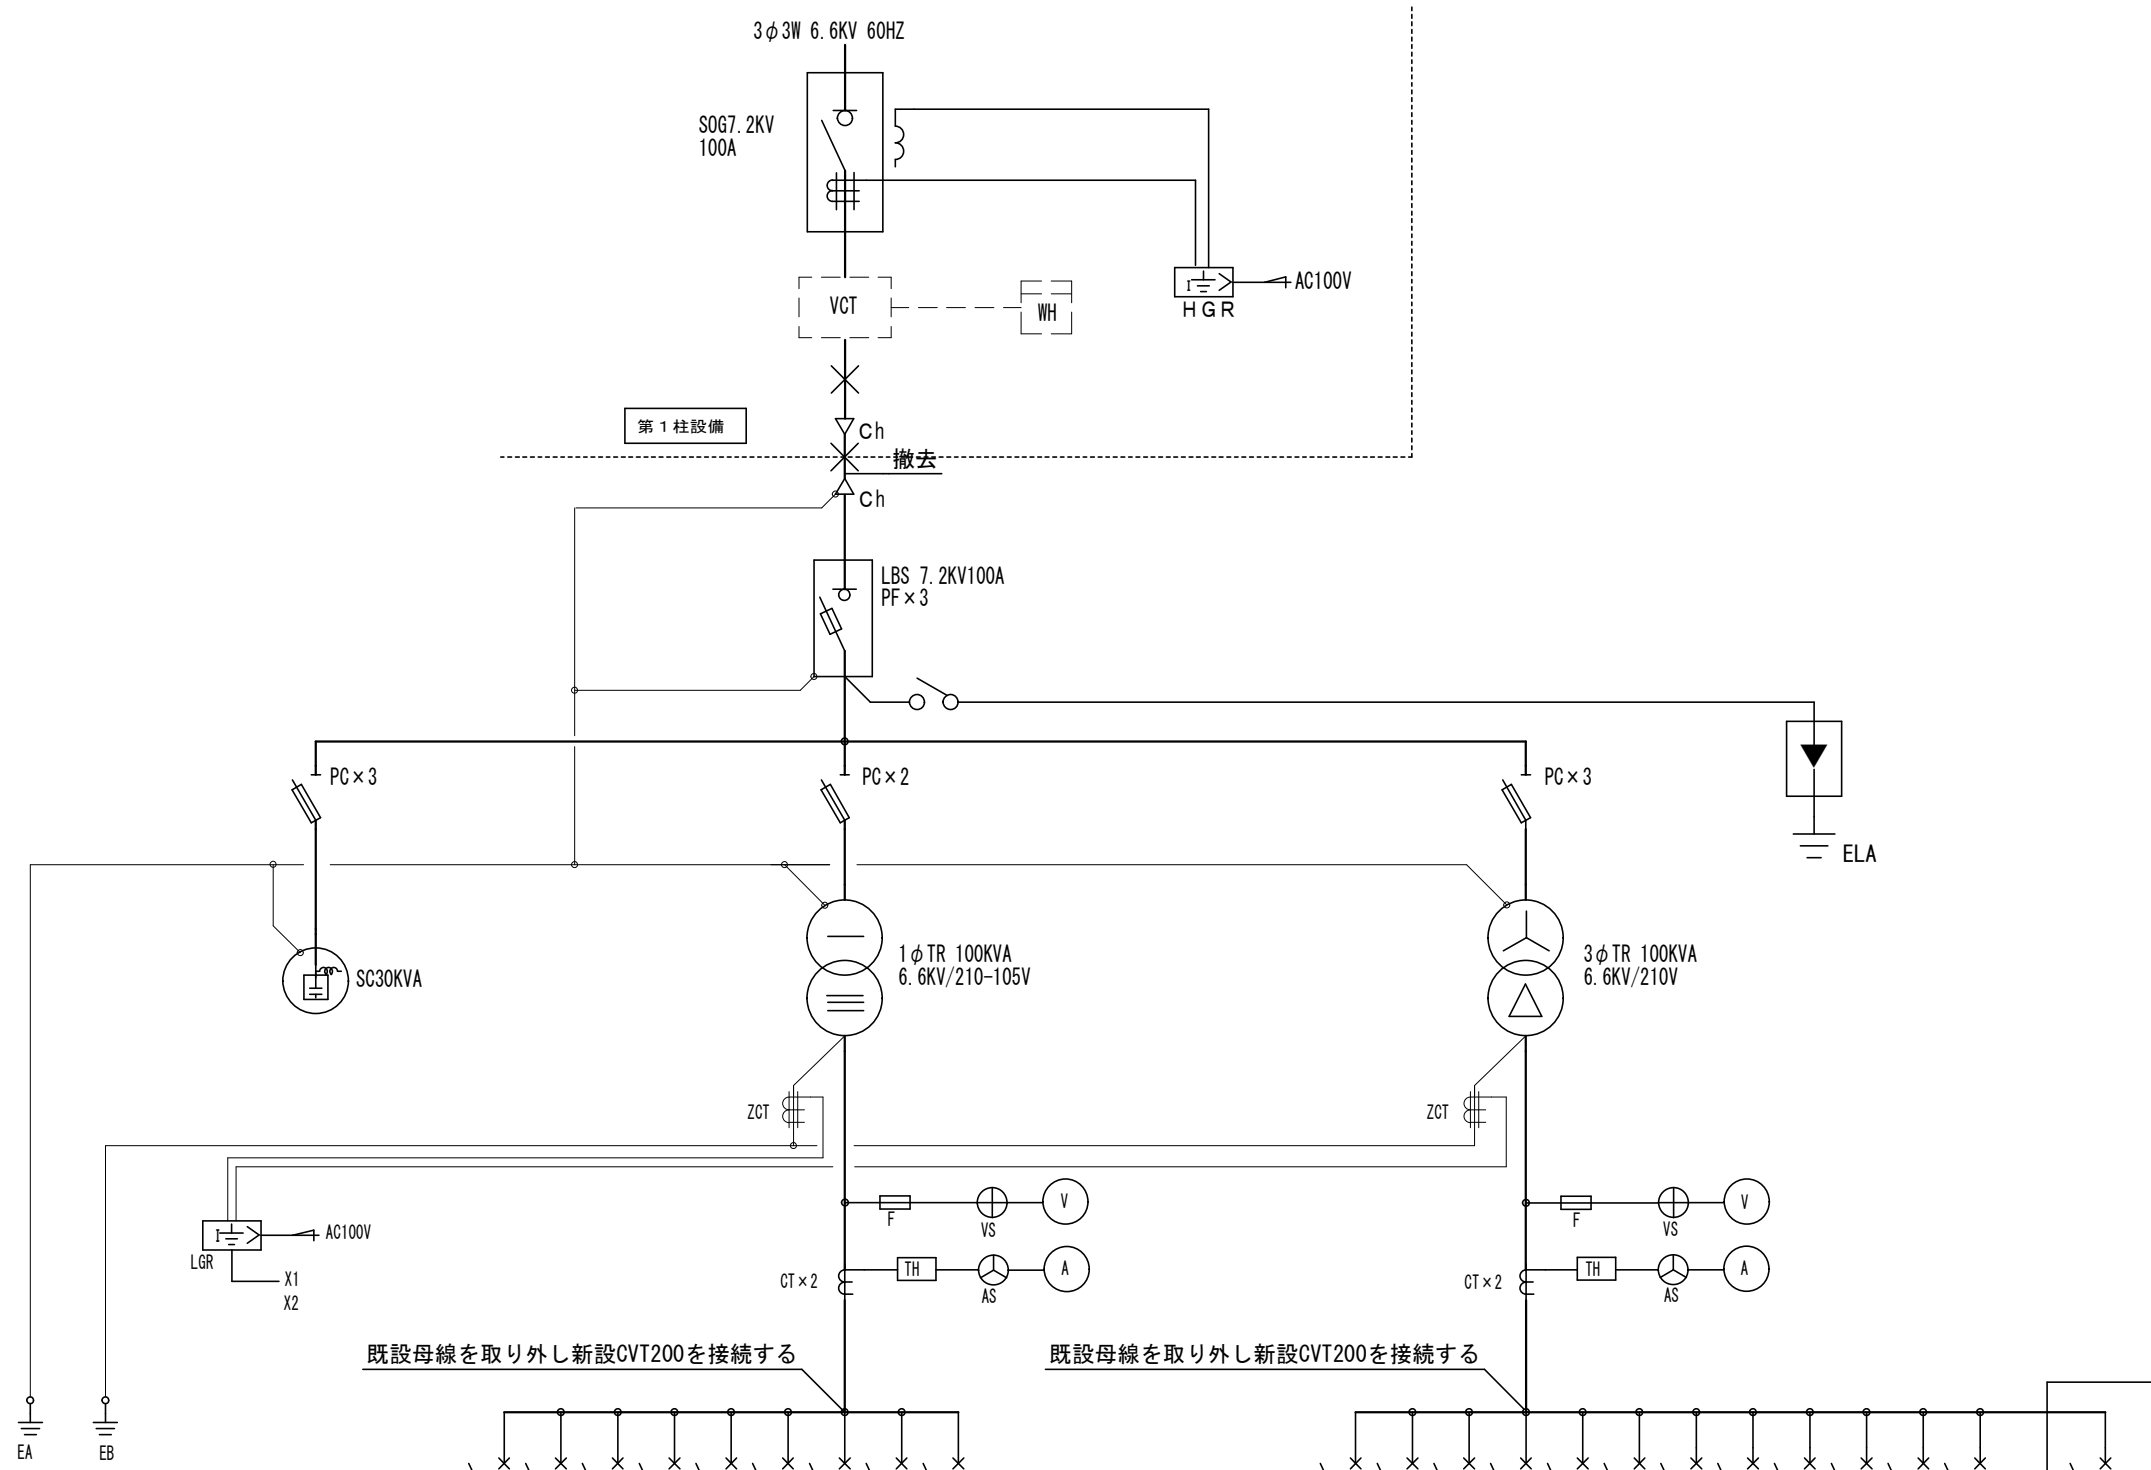 3φ3W 6.6KV 60HZ
SOG7.2KV
100A
AC100V
HGR
VCT
WH
第1柱設備
Ch
撤去
Ch
LBS 7.2KV100A
PF×3
PC×3
PC×2
PC×3
ELA
SC30KVA
1φTR 100KVA
6.6KV/210-105V
3φTR 100KVA
6.6KV/210V
ZCT
ZCT
I
I
AC100V
LGR
X1
X2
F
VS
V
F
VS
V
CT×2
TH
AS
A
CT×2
TH
AS
A
既設母線を取り外し新設CVT200を接続する
既設母線を取り外し新設CVT200を接続する
EA
EB